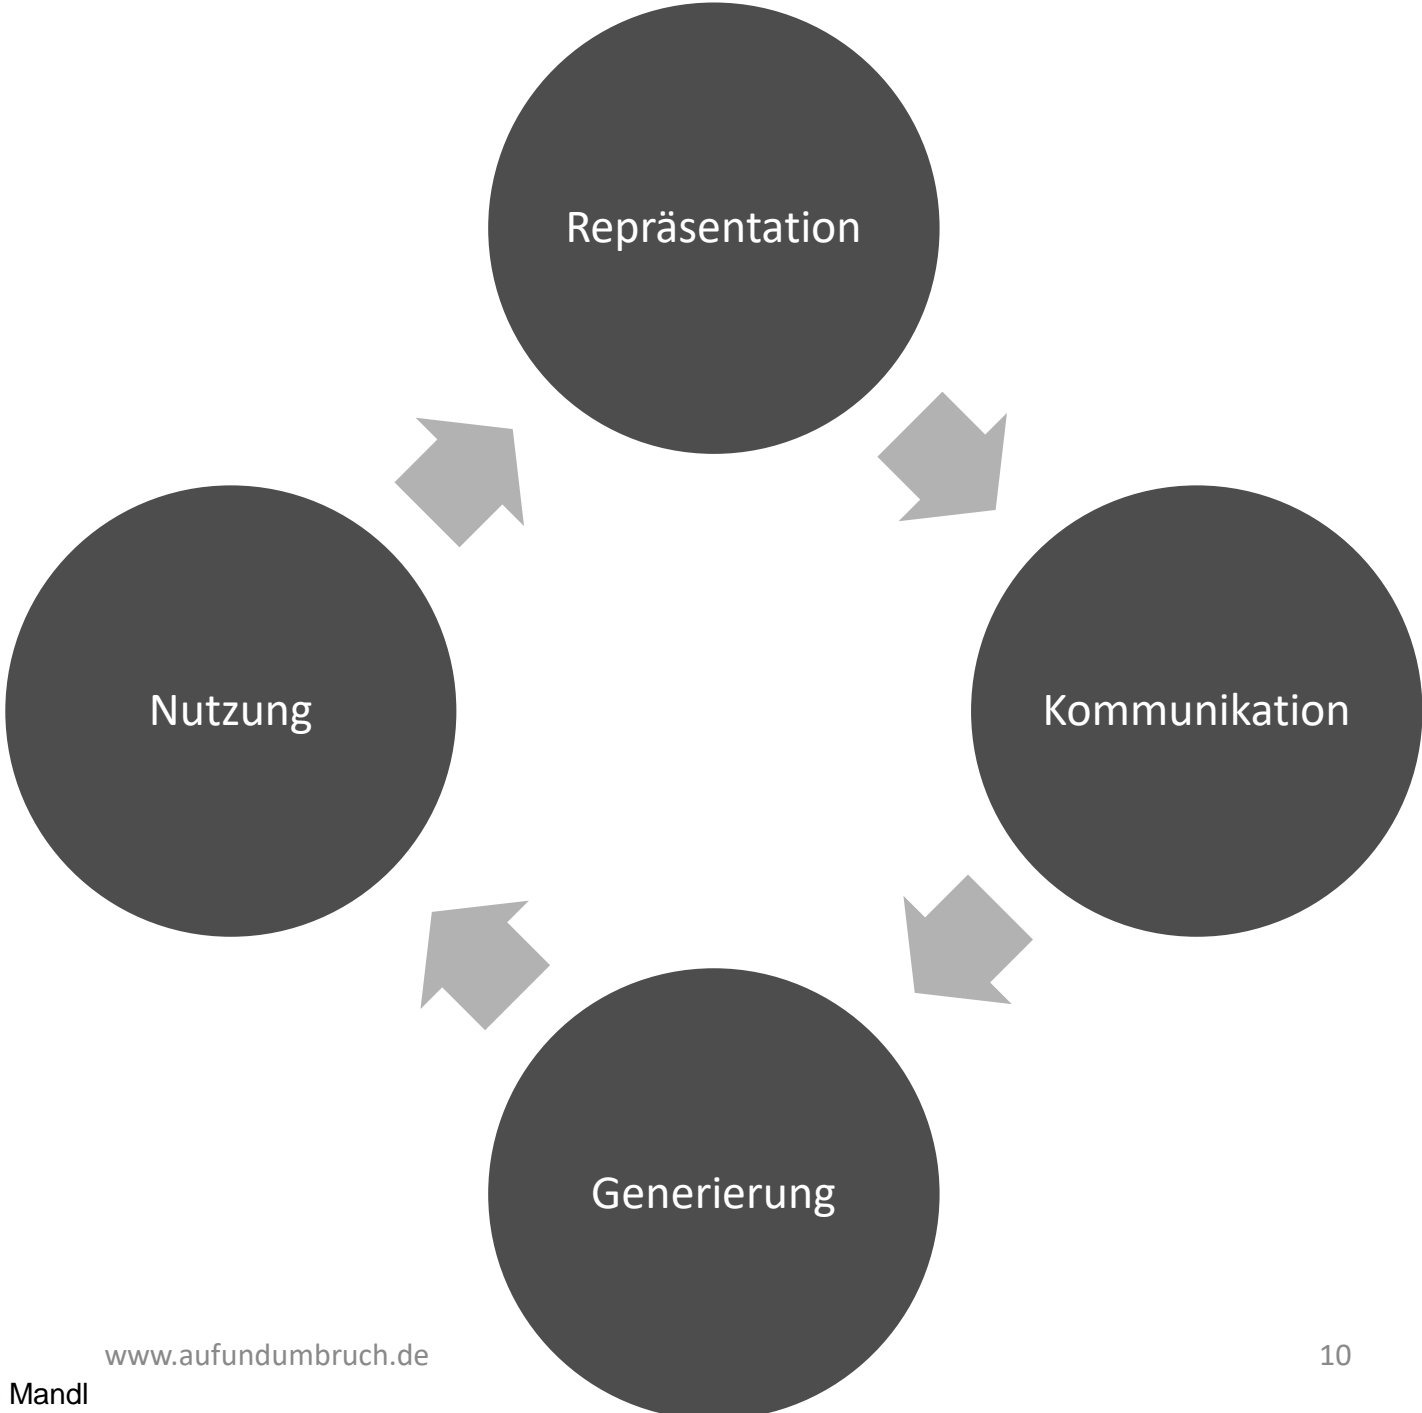 Repräsentation
Nutzung
Kommunikation
Generierung
www.aufundumbruch.de
10
Mandl